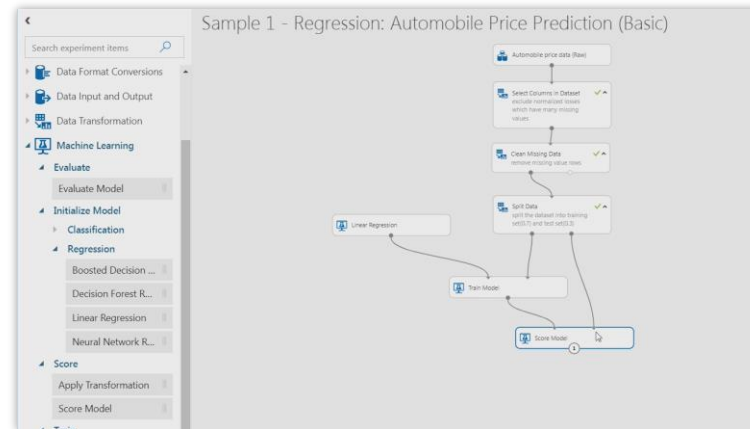 Sample 1 - Regression: Automobile Price Prediction (Basic)
Search experiment items
Data Format Conversions
Data Input and Output
Data Transformation
Machine Learning
Evaluate
Evaluate Model
Initialize Model
Classification
Regression
Boosted Decision ...
Decision Forest R...
Linear Regression
Neural Network R...
Score
Apply Transformation
Score Model
Automobile price data (Raw)
Select Columns in Dataset
exclude normalized losses
which have many missing
values
Clean Missing Data
remove missing value rows
Split Data
split the dataset into training
set(0.7) and test set(0.3)
Linear Regression
Train Model
Score Model
1